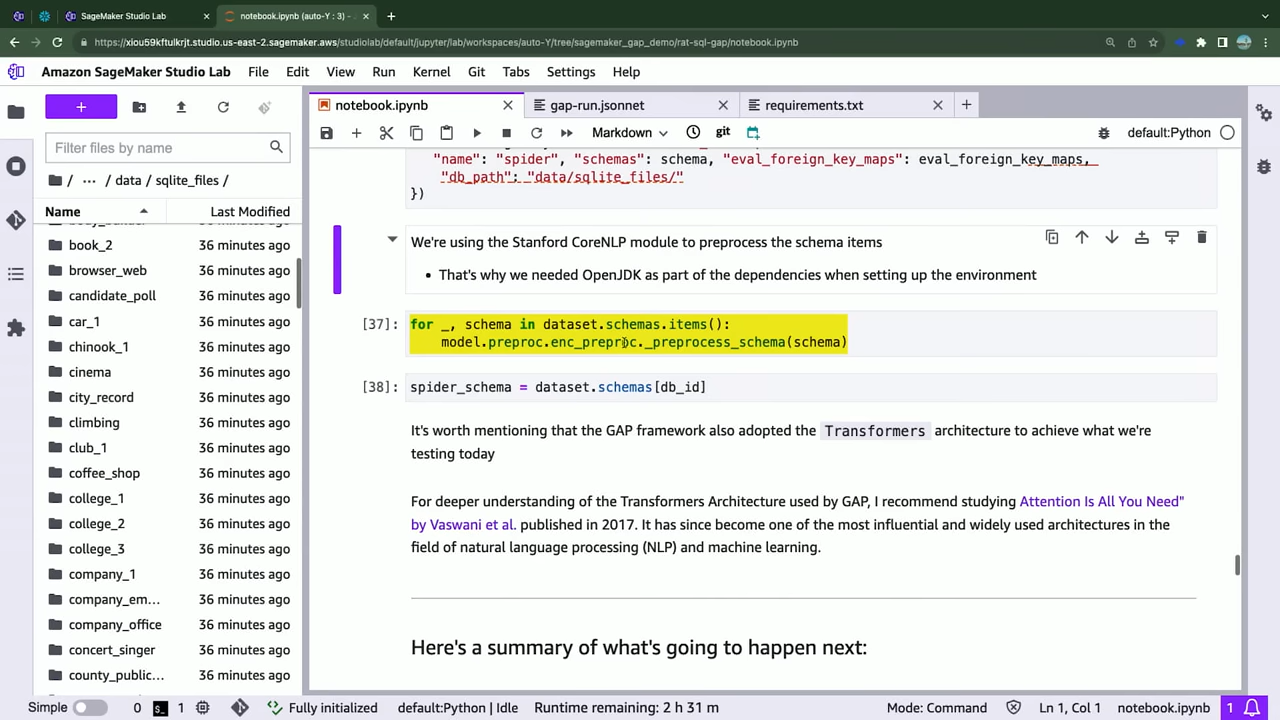 SageMaker Studio Lab
notebook.ipynb (auto-Y : 3) -
https://xiou59kftulkrjt.studio.us-east-2.sagemaker.aws/studiolab/default/jupyter/lab/workspaces/auto-Y/tree/sagemaker_gap_demo/rat-sql-gap/notebook.ipynb
Amazon SageMaker Studio Lab File Edit View Run Kernel Git Tabs Settings Help
notebook.ipynb gap-run.jsonnet requirements.txt
Markdown git default:Python
Filter files by name
/ ... / data / sqlite_files /
Name Last Modified
book_2 36 minutes ago
browser_web 36 minutes ago
candidate_poll 36 minutes ago
car_1 36 minutes ago
chinook_1 36 minutes ago
cinema 36 minutes ago
city_record 36 minutes ago
climbing 36 minutes ago
club_1 36 minutes ago
coffee_shop 36 minutes ago
college_1 36 minutes ago
college_2 36 minutes ago
college_3 36 minutes ago
company_1 36 minutes ago
company_em... 36 minutes ago
company_office 36 minutes ago
concert_singer 36 minutes ago
county_public... 36 minutes ago
"name": "spider", "schemas": schema, "eval_foreign_key_maps": eval_foreign_key_maps,
"db_path": "data/sqlite_files/"
})
We're using the Stanford CoreNLP module to preprocess the schema items
• That's why we needed OpenJDK as part of the dependencies when setting up the environment
[37]: for _, schema in dataset.schemas.items():
model.preproc.enc_preproc._preprocess_schema(schema)
[38]: spider_schema = dataset.schemas[db_id]
It's worth mentioning that the GAP framework also adopted the Transformers architecture to achieve what we're
testing today
For deeper understanding of the Transformers Architecture used by GAP, I recommend studying Attention Is All You Need"
by Vaswani et al. published in 2017. It has since become one of the most influential and widely used architectures in the
field of natural language processing (NLP) and machine learning.
Here's a summary of what's going to happen next:
Simple 0 1 Fully initialized default:Python | Idle Runtime remaining: 2 h 31 m Mode: Command Ln 1, Col 1 notebook.ipynb 1